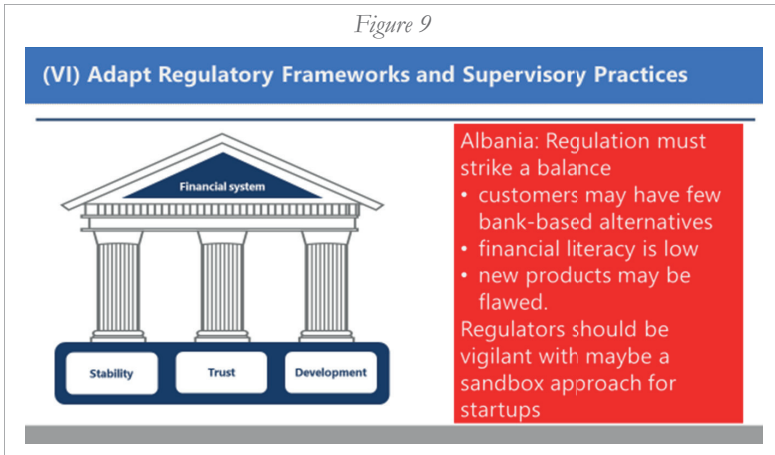 Figure 9
(VI) Adapt Regulatory Frameworks and Supervisory Practices
Financial system
Stability
Trust
Development
Albania: Regulation must
strike a balance
• customers may have few
bank-based alternatives
• financial literacy is low
• new products may be
flawed.
Regulators should be
vigilant with maybe a
sandbox approach for
startups